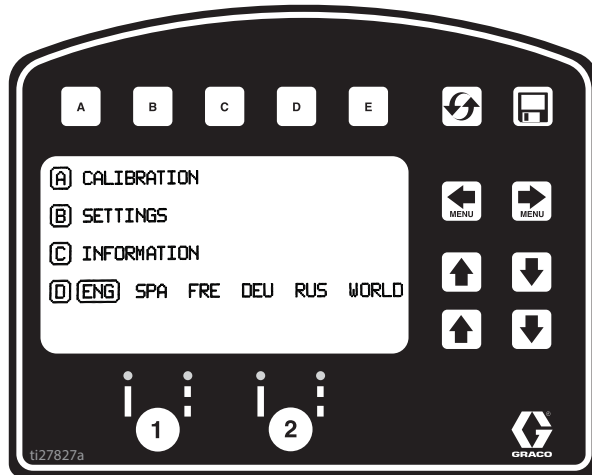 A B C D E
MENU MENU
A CALIBRATION
B SETTINGS
C INFORMATION
D ENG SPA FRE DEU RUS WORLD
1 2
ti27827a
GRACO